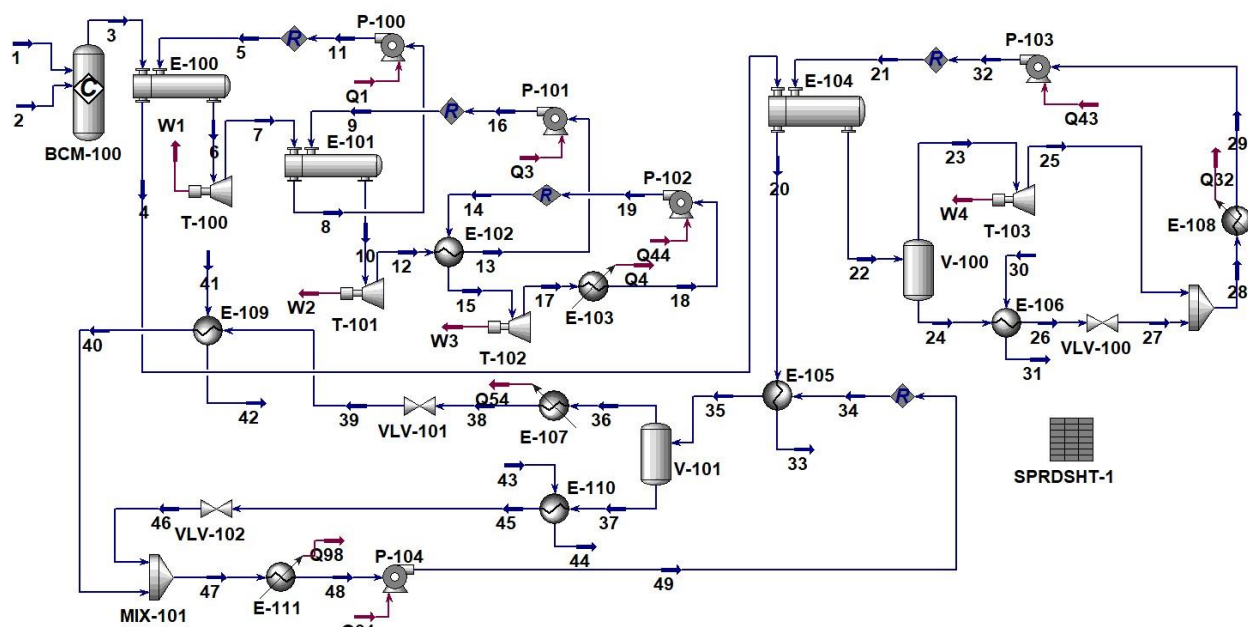 1
2
3
BCM-100
4
E-100
5
R
11
P-100
Q1
6
W1
T-100
7
E-101
8
9
R
16
P-101
Q3
10
W2
T-101
12
E-102
13
14
R
19
P-102
Q44
15
W3
T-102
17
E-103
Q4
18
E-104
21
R
32
P-103
Q43
20
22
V-100
23
W4
T-103
25
24
30
E-106
31
26
VLV-100
27
28
E-108
Q32
29
41
E-109
40
42
39
VLV-101
38
Q54
E-107
36
V-101
35
E-105
33
34
R
37
43
E-110
44
45
VLV-102
46
MIX-101
47
E-111
Q98
48
P-104
49
SPRDSHT-1
C